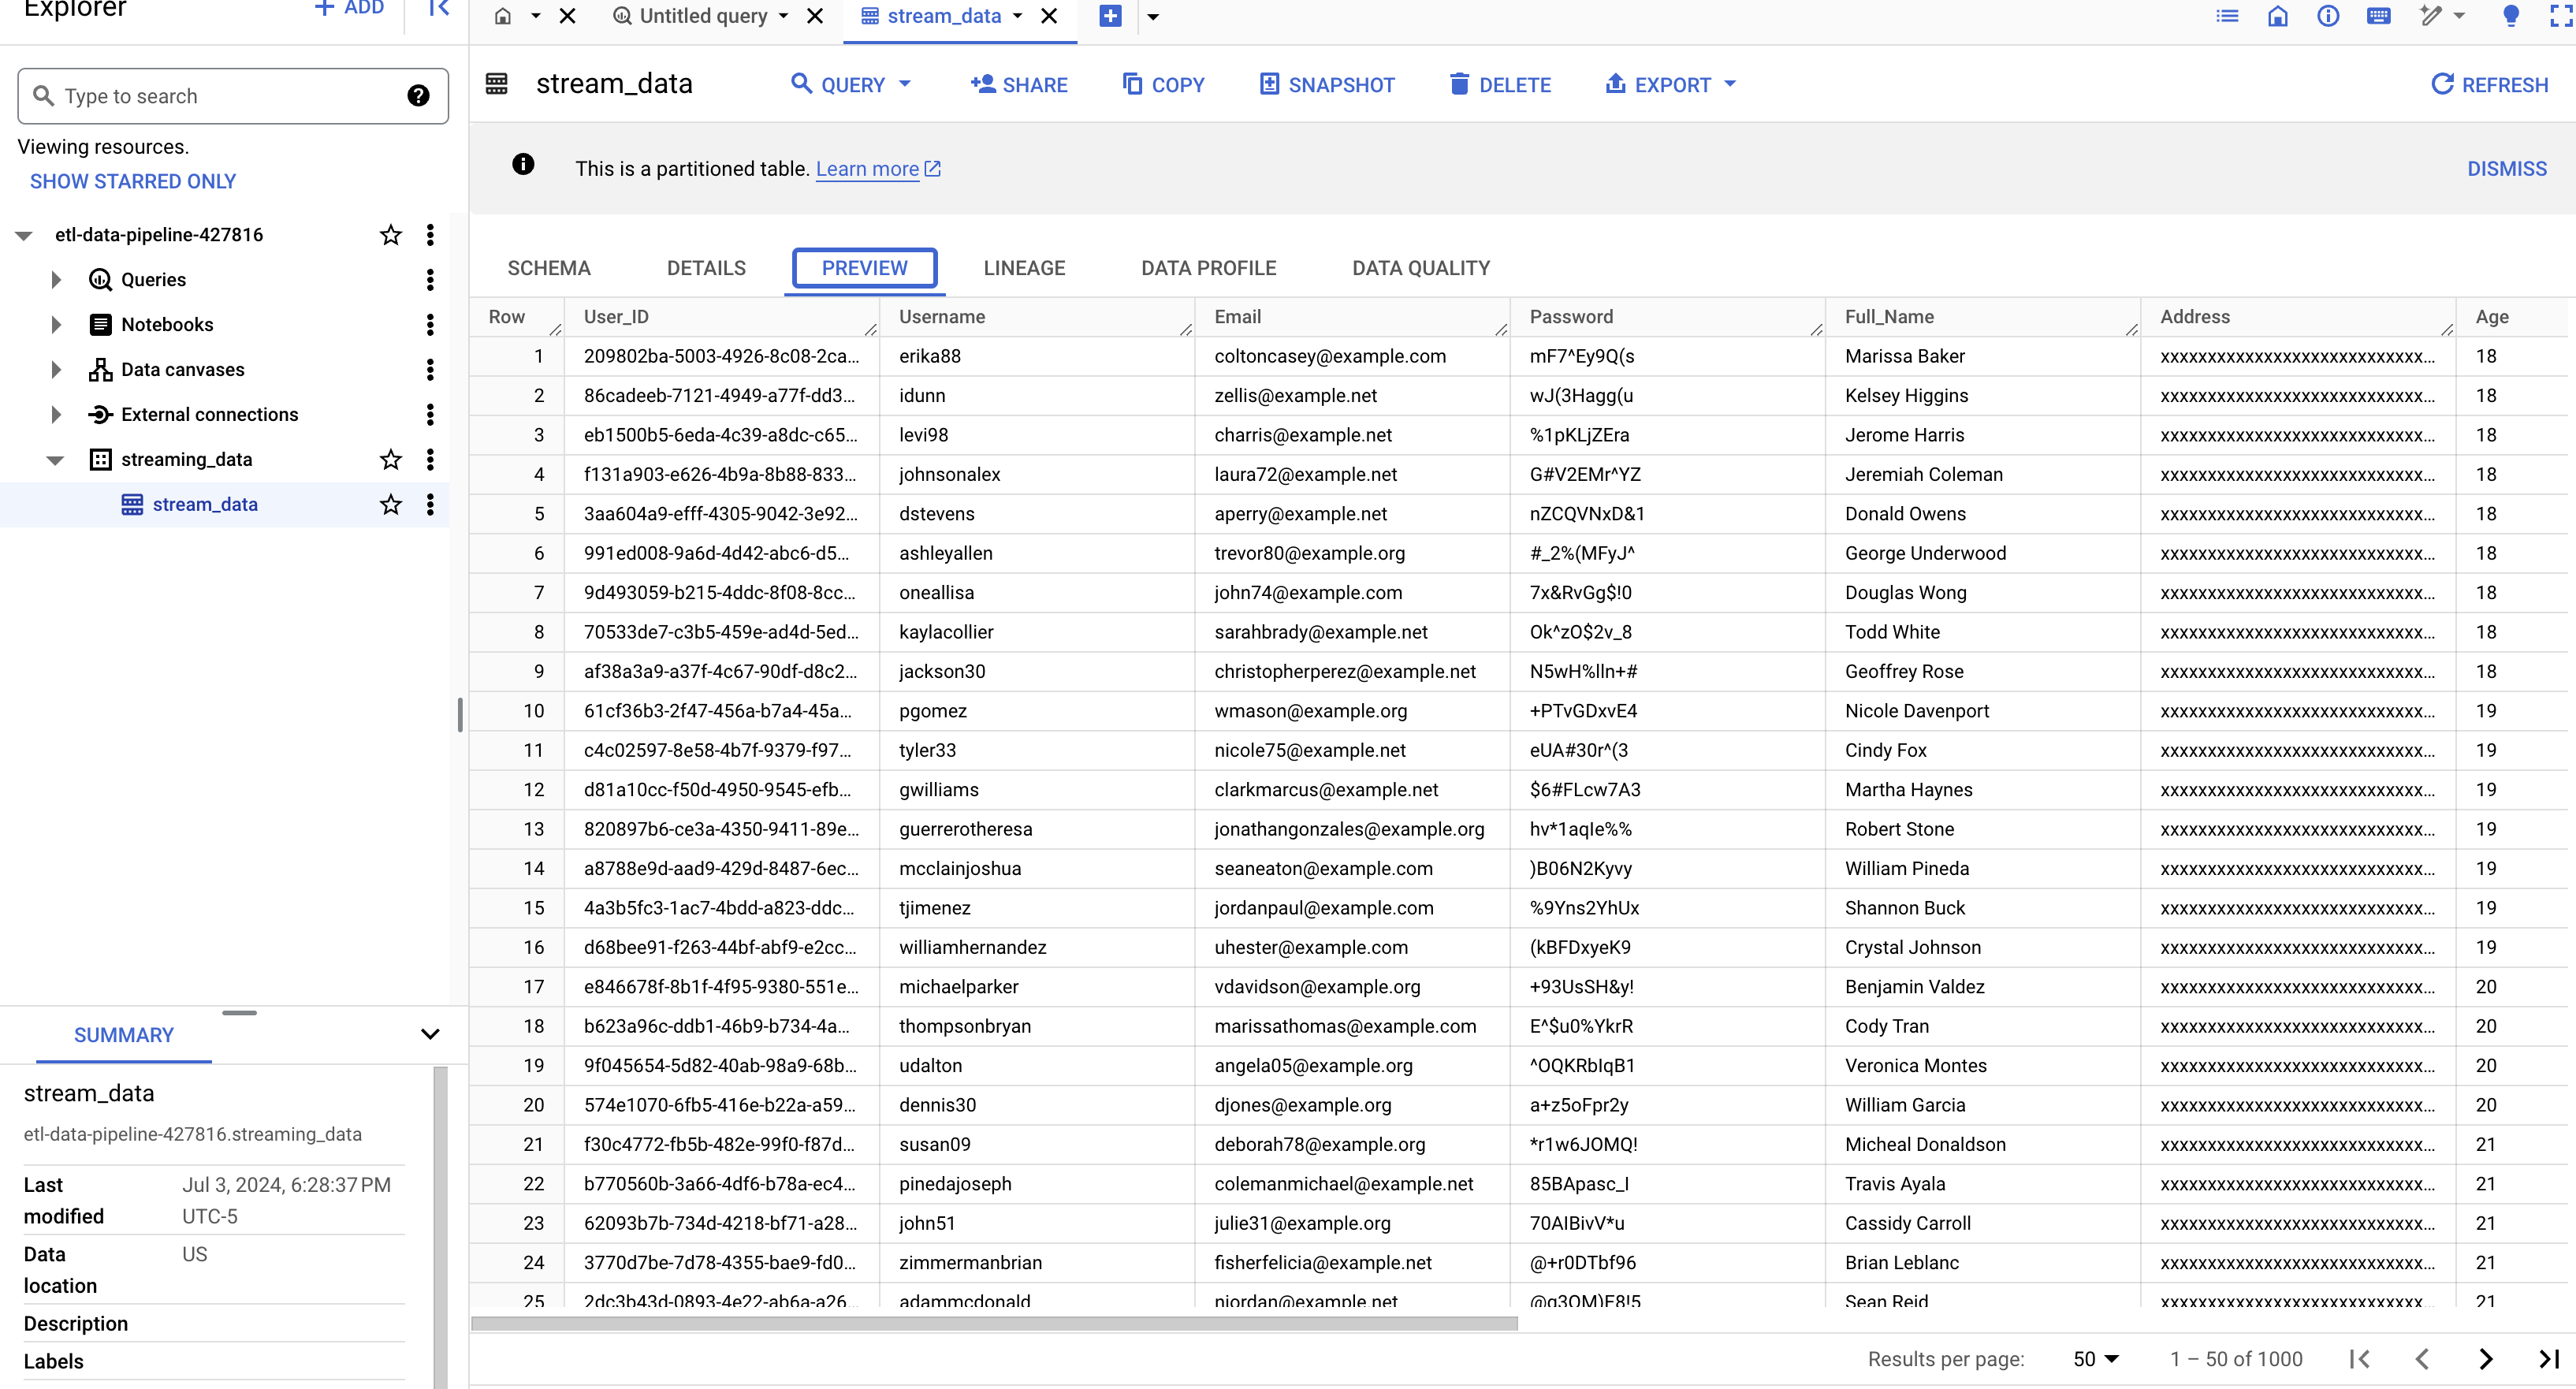 Explorer
+ ADD
Untitled query
stream_data
Type to search
Viewing resources.
SHOW STARRED ONLY
etl-data-pipeline-427816
Queries
Notebooks
Data canvases
External connections
streaming_data
stream_data
SUMMARY
stream_data
etl-data-pipeline-427816.streaming_data
Last modified Jul 3, 2024, 6:28:37 PM UTC-5
Data location US
Description
Labels
stream_data
QUERY SHARE COPY SNAPSHOT DELETE EXPORT REFRESH
This is a partitioned table. Learn more DISMISS
SCHEMA DETAILS PREVIEW LINEAGE DATA PROFILE DATA QUALITY
Row User_ID Username Email Password Full_Name Address Age
1 209802ba-5003-4926-8c08-2ca... erika88 coltoncasey@example.com mF7^Ey9Q(s Marissa Baker xxxxxxxxxxxxxxxxxxxxxxxxxxx... 18
2 86cadeeb-7121-4949-a77f-dd3... idunn zellis@example.net wJ(3Hagg(u Kelsey Higgins xxxxxxxxxxxxxxxxxxxxxxxxxxx... 18
3 eb1500b5-6eda-4c39-a8dc-c65... levi98 charris@example.net %1pKLjZEra Jerome Harris xxxxxxxxxxxxxxxxxxxxxxxxxxx... 18
4 f131a903-e626-4b9a-8b88-833... johnsonalex laura72@example.net G#V2EMr^YZ Jeremiah Coleman xxxxxxxxxxxxxxxxxxxxxxxxxxx... 18
5 3aa604a9-efff-4305-9042-3e92... dstevens aperry@example.net nZCQVNxD&1 Donald Owens xxxxxxxxxxxxxxxxxxxxxxxxxxx... 18
6 991ed008-9a6d-4d42-abc6-d5... ashleyallen trevor80@example.org #_2%(MFyJ^ George Underwood xxxxxxxxxxxxxxxxxxxxxxxxxxx... 18
7 9d493059-b215-4ddc-8f08-8cc... oneallisa john74@example.com 7x&RvGg$!0 Douglas Wong xxxxxxxxxxxxxxxxxxxxxxxxxxx... 18
8 70533de7-c3b5-459e-ad4d-5ed... kaylacollier sarahbrady@example.net Ok^zO$2v_8 Todd White xxxxxxxxxxxxxxxxxxxxxxxxxxx... 18
9 af38a3a9-a37f-4c67-90df-d8c2... jackson30 christopherperez@example.net N5wH%lln+# Geoffrey Rose xxxxxxxxxxxxxxxxxxxxxxxxxxx... 18
10 61cf36b3-2f47-456a-b7a4-45a... pgomez wmason@example.org +PTvGDxvE4 Nicole Davenport xxxxxxxxxxxxxxxxxxxxxxxxxxx... 19
11 c4c02597-8e58-4b7f-9379-f97... tyler33 nicole75@example.net eUA#30r^(3 Cindy Fox xxxxxxxxxxxxxxxxxxxxxxxxxxx... 19
12 d81a10cc-f50d-4950-9545-efb... gwilliams clarkmarcus@example.net $6#FLcw7A3 Martha Haynes xxxxxxxxxxxxxxxxxxxxxxxxxxx... 19
13 820897b6-ce3a-4350-9411-89e... guerrerotheresa jonathangonzales@example.org hv*1aqIe%% Robert Stone xxxxxxxxxxxxxxxxxxxxxxxxxxx... 19
14 a8788e9d-aad9-429d-8487-6ec... mcclainjoshua seaneaton@example.com )B06N2Kyvy William Pineda xxxxxxxxxxxxxxxxxxxxxxxxxxx... 19
15 4a3b5fc3-1ac7-4bdd-a823-ddc... tjimenez jordanpaul@example.com %9Yns2YhUx Shannon Buck xxxxxxxxxxxxxxxxxxxxxxxxxxx... 19
16 d68bee91-f263-44bf-abf9-e2cc... williamhernandez uhester@example.com (kBFDxyeK9 Crystal Johnson xxxxxxxxxxxxxxxxxxxxxxxxxxx... 19
17 e846678f-8b1f-4f95-9380-551e... michaelparker vdavidson@example.org +93UsSH&y! Benjamin Valdez xxxxxxxxxxxxxxxxxxxxxxxxxxx... 20
18 b623a96c-ddb1-46b9-b734-4a... thompsonbryan marissathomas@example.com E^$u0%YkrR Cody Tran xxxxxxxxxxxxxxxxxxxxxxxxxxx... 20
19 9f045654-5d82-40ab-98a9-68b... udalton angela05@example.org ^OQKRbIqB1 Veronica Montes xxxxxxxxxxxxxxxxxxxxxxxxxxx... 20
20 574e1070-6fb5-416e-b22a-a59... dennis30 djones@example.org a+z5oFpr2y William Garcia xxxxxxxxxxxxxxxxxxxxxxxxxxx... 20
21 f30c4772-fb5b-482e-99f0-f87d... susan09 deborah78@example.org *r1w6JOMQ! Micheal Donaldson xxxxxxxxxxxxxxxxxxxxxxxxxxx... 21
22 b770560b-3a66-4df6-b78a-ec4... pinedajoseph colemanmichael@example.net 85BApasc_I Travis Ayala xxxxxxxxxxxxxxxxxxxxxxxxxxx... 21
23 62093b7b-734d-4218-bf71-a28... john51 julie31@example.org 70AIBivV*u Cassidy Carroll xxxxxxxxxxxxxxxxxxxxxxxxxxx... 21
24 3770d7be-7d78-4355-bae9-fd0... zimmermanbrian fisherfelicia@example.net @+r0DTbf96 Brian Leblanc xxxxxxxxxxxxxxxxxxxxxxxxxxx... 21
25 2dc3b43d-0893-4e22-ab6a-a26... adammcdonald njordan@example.net Sean Reid xxxxxxxxxxxxxxxxxxxxxxxxxxx... 21
Results per page: 50 1 – 50 of 1000